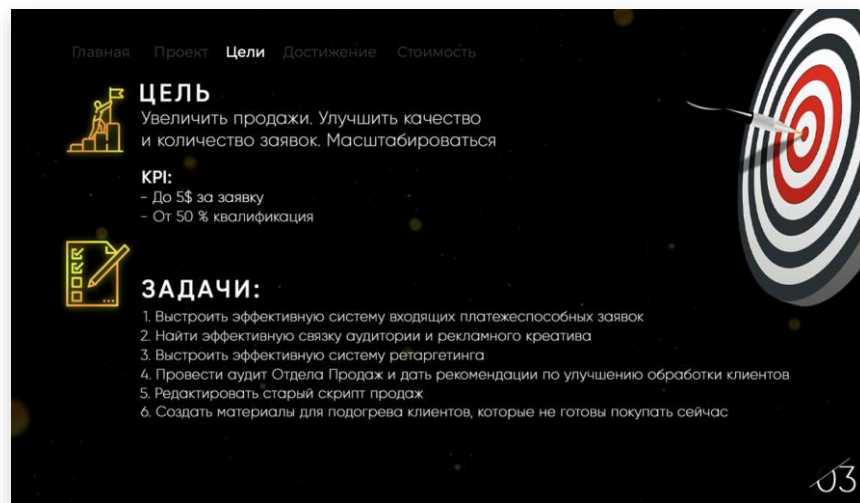 Главная Проект Цели Достижение Стоимость
ЦЕЛЬ
Увеличить продажи. Улучшить качество
и количество заявок. Масштабироваться
KPI:
- До 5$ за заявку
- От 50 % квалификация
ЗАДАЧИ:
1. Выстроить эффективную систему входящих платежеспособных заявок
2. Найти эффективную связку аудитории и рекламного креатива
3. Выстроить эффективную систему ретаргетинга
4. Провести аудит Отдела Продаж и дать рекомендации по улучшению обработки клиентов
5. Редактировать старый скрипт продаж
6. Создать материалы для подогрева клиентов, которые не готовы покупать сейчас
03